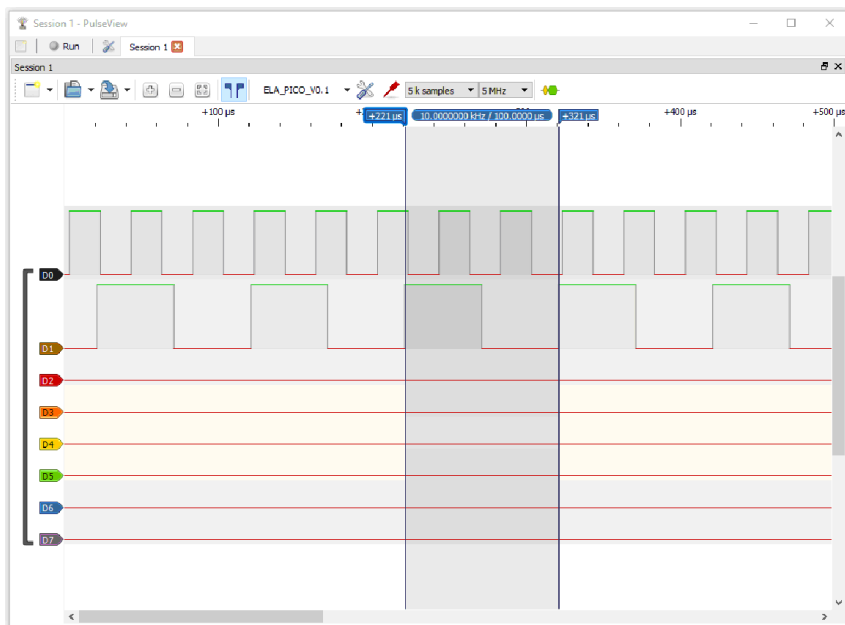 Session 1 - PulseView
Run
Session 1
Session 1
ELA_PICO_V0.1
5 k samples
5 MHz
+100 µs
+221 µs
10.0000000 kHz / 100.0000 µs
+321 µs
+400 µs
+500 µs
D0
D1
D2
D3
D4
D5
D6
D7